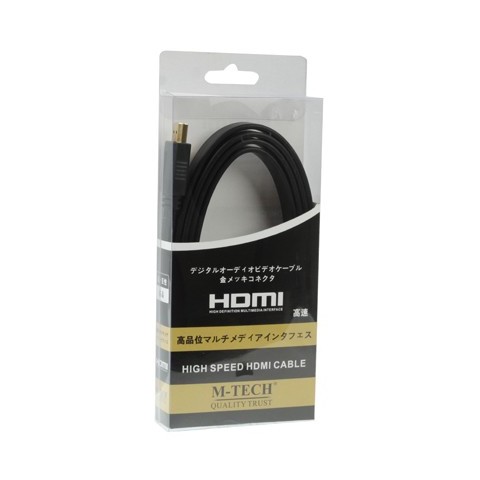 デジタルオーディオビデオケーブル
金メッキコネクタ
HDMI
HIGH DEFINITION MULTIMEDIA INTERFACE
高速
高品位マルチメディアインタフェス
HIGH SPEED HDMI CABLE
M-TECH®
QUALITY TRUST